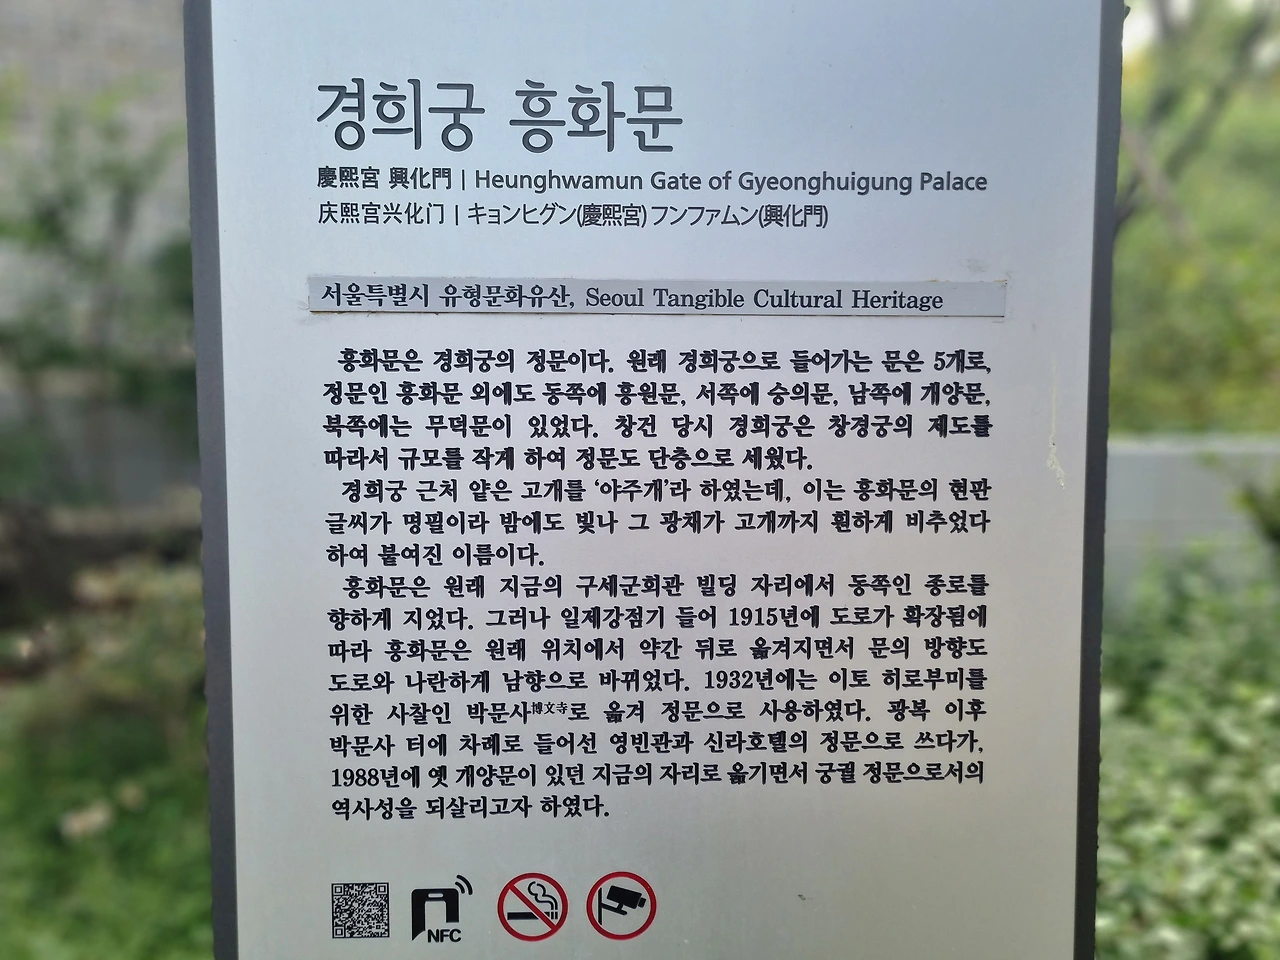 경희궁 흥화문
慶熙宮 興化門 | Heunghwamun Gate of Gyeonghuigung Palace
庆熙宫兴化门 | キョンヒグン(慶熙宮)フンファムン(興化門)
서울특별시 유형문화유산, Seoul Tangible Cultural Heritage
흥화문은 경희궁의 정문이다. 원래 경희궁으로 들어가는 문은 5개로,
정문인 흥화문 외에도 동쪽에 흥원문, 서쪽에 숭의문, 남쪽에 개양문,
북쪽에는 무덕문이 있었다. 창건 당시 경희궁은 창경궁의 제도를
따라서 규모를 작게 하여 정문도 단층으로 세웠다.
경희궁 근처 얕은 고개를 '야주개'라 하였는데, 이는 흥화문의 현판
글씨가 명필이라 밤에도 빛나 그 광채가 고개까지 훤하게 비추었다
하여 붙여진 이름이다.
흥화문은 원래 지금의 구세군회관 빌딩 자리에서 동쪽인 종로를
향하게 지었다. 그러나 일제강점기 들어 1915년에 도로가 확장됨에
따라 흥화문은 원래 위치에서 약간 뒤로 옮겨지면서 문의 방향도
도로와 나란하게 남향으로 바뀌었다. 1932년에는 이토 히로부미를
위한 사찰인 박문사博文寺로 옮겨 정문으로 사용하였다. 광복 이후
박문사 터에 차례로 들어선 영빈관과 신라호텔의 정문으로 쓰다가,
1988년에 옛 개양문이 있던 지금의 자리로 옮기면서 궁궐 정문으로서의
역사성을 되살리고자 하였다.
NFC